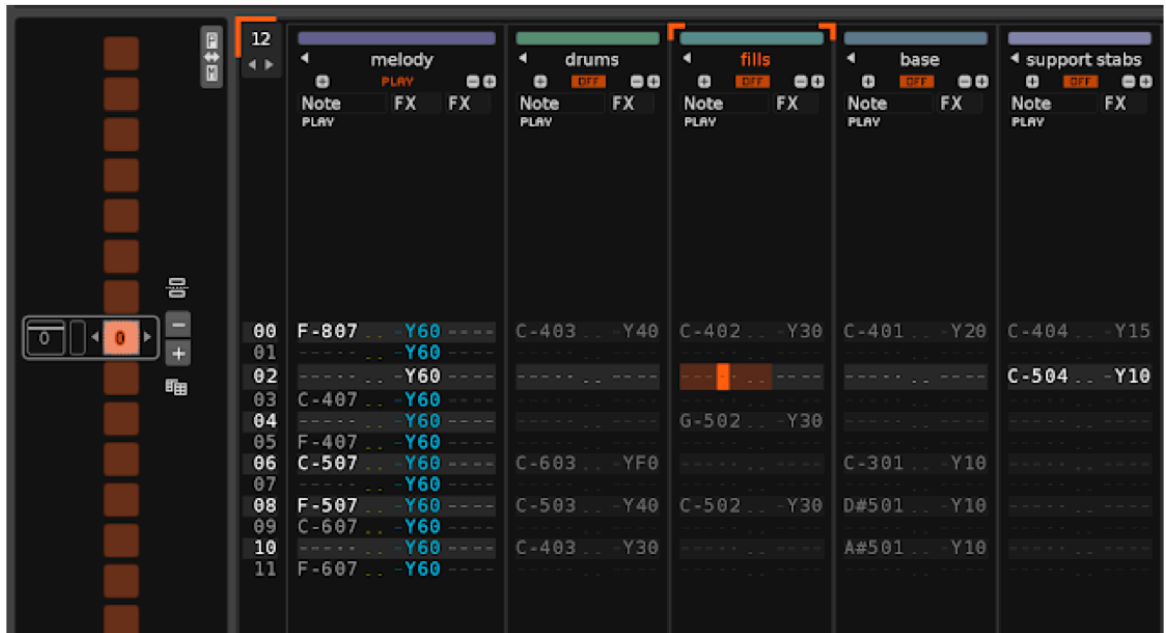 12
melody drums fills base support stabs
PLAY OFF OFF OFF OFF
Note FX FX Note FX Note FX Note FX Note FX
PLAY PLAY PLAY PLAY PLAY
0 0
00 F-807 .. -Y60 ---- C-403 .. -Y40 C-402 -Y30 C-401 -Y20 C-404 .. -Y15
01 ----- .. -Y60 ----
02 ----- .. -Y60 ---- ----- .. ---- ----- ---- ----- .. ---- C-504 .. -Y10
03 C-407 .. -Y60 ----
04 ----- .. -Y60 ---- G-502 -Y30
05 F-407 .. -Y60 ----
06 C-507 .. -Y60 ---- C-603 .. -YF0 C-301 .. -Y10
07 ----- .. -Y60 ----
08 F-507 .. -Y60 ---- C-503 .. -Y40 C-502 .. -Y30 D#501 .. -Y10
09 C-607 .. -Y60 ----
10 ----- .. -Y60 ---- C-403 .. -Y30 A#501 .. -Y10
11 F-607 .. -Y60 ----